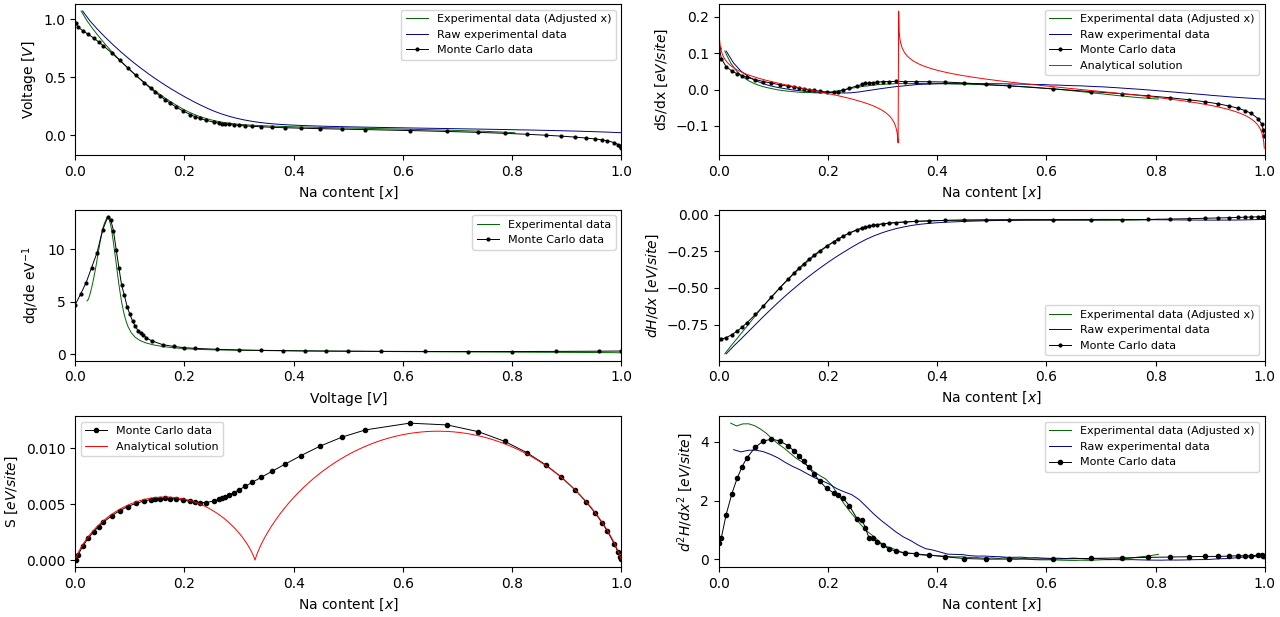 Voltage [V]
1.0
0.5
0.0
Experimental data (Adjusted x)
Raw experimental data
Monte Carlo data
0.0 0.2 0.4 0.6 0.8 1.0
Na content [x]
dS/dx [eV/site]
0.2
0.1
0.0
−0.1
Experimental data (Adjusted x)
Raw experimental data
Monte Carlo data
Analytical solution
0.0 0.2 0.4 0.6 0.8 1.0
Na content [x]
dq/de eV⁻¹
10
5
0
Experimental data
Monte Carlo data
0.0 0.2 0.4 0.6 0.8 1.0
Voltage [V]
dH/dx [eV/site]
0.00
−0.25
−0.50
−0.75
Experimental data (Adjusted x)
Raw experimental data
Monte Carlo data
0.0 0.2 0.4 0.6 0.8 1.0
Na content [x]
S [eV/site]
0.010
0.005
0.000
Monte Carlo data
Analytical solution
0.0 0.2 0.4 0.6 0.8 1.0
Na content [x]
d²H/dx² [eV/site]
4
2
0
Experimental data (Adjusted x)
Raw experimental data
Monte Carlo data
0.0 0.2 0.4 0.6 0.8 1.0
Na content [x]